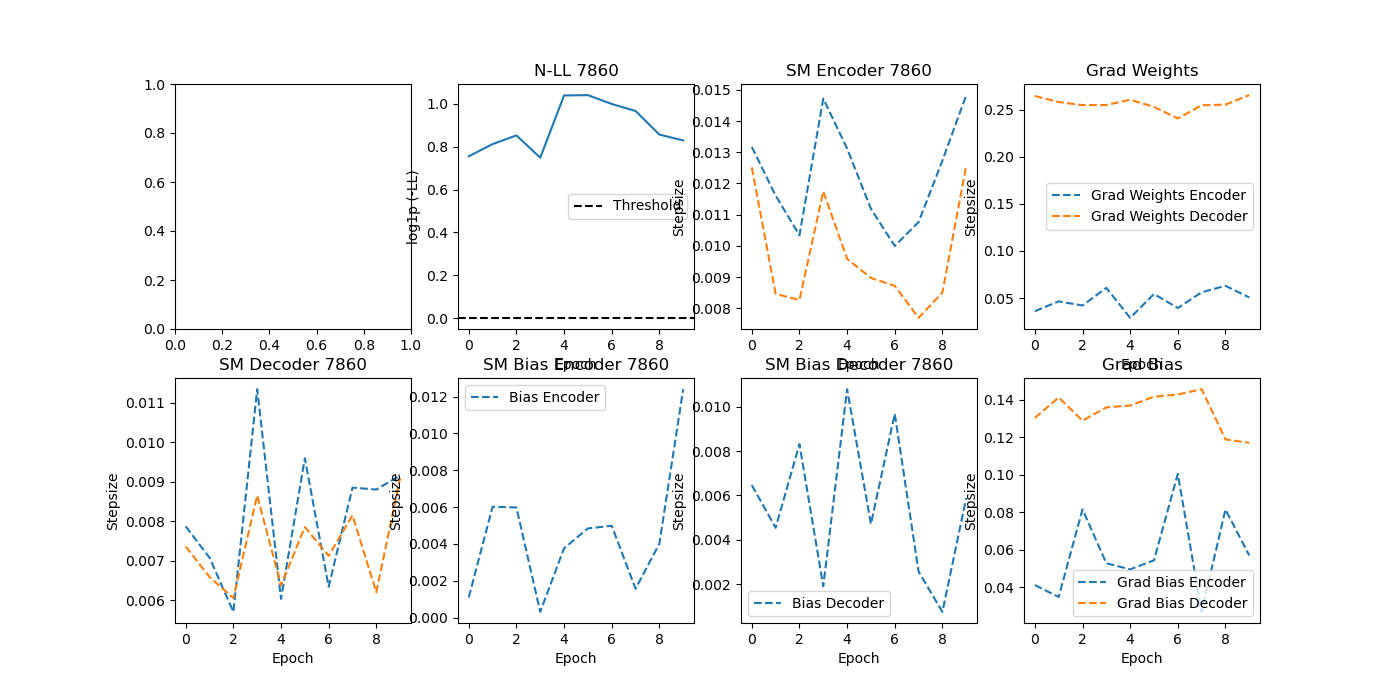 1.0
0.8
0.6
0.4
0.2
0.0
0.0 0.2 0.4 0.6 0.8 1.0
N-LL 7860
log1p (-LL)
1.0
0.8
0.6
0.4
0.2
0.0
Threshold
0 2 4 6 8
Epoch
SM Encoder 7860
Stepsize
0.015
0.014
0.013
0.012
0.011
0.010
0.009
0.008
0 2 4 6 8
Epoch
Grad Weights
Stepsize
0.25
0.20
0.15
0.10
0.05
Grad Weights Encoder
Grad Weights Decoder
0 2 4 6 8
Epoch
SM Decoder 7860
Stepsize
0.011
0.010
0.009
0.008
0.007
0.006
0 2 4 6 8
Epoch
SM Bias Encoder 7860
Stepsize
0.012
0.010
0.008
0.006
0.004
0.002
0.000
Bias Encoder
0 2 4 6 8
Epoch
SM Bias Decoder 7860
Stepsize
0.010
0.008
0.006
0.004
0.002
Bias Decoder
0 2 4 6 8
Epoch
Grad Bias
Stepsize
0.14
0.12
0.10
0.08
0.06
0.04
Grad Bias Encoder
Grad Bias Decoder
0 2 4 6 8
Epoch